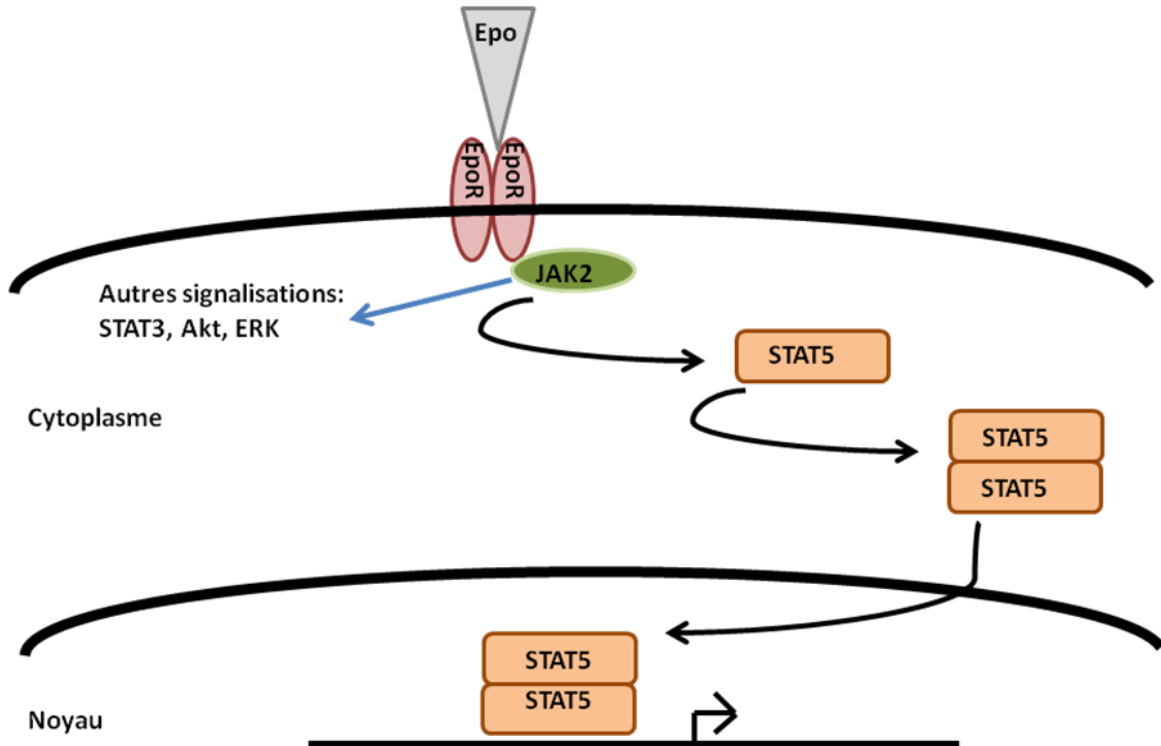 Epo
EpoR
EpoR
JAK2
Autres signalisations:
STAT3, Akt, ERK
STAT5
Cytoplasme
STAT5
STAT5
STAT5
STAT5
Noyau